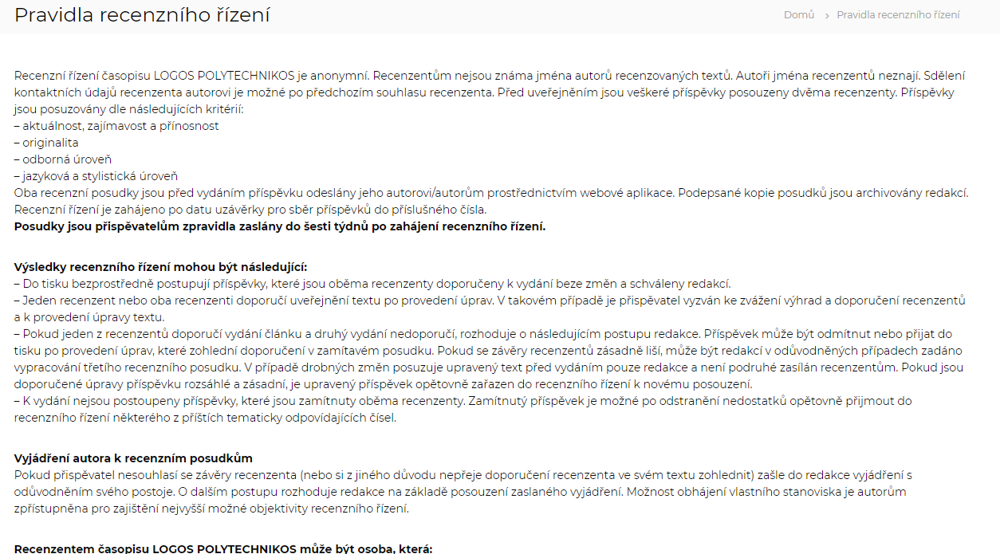 Pravidla recenzního řízení
Domů › Pravidla recenzního řízení
Recenzní řízení časopisu LOGOS POLYTECHNIKOS je anonymní. Recenzentům nejsou známa jména autorů recenzovaných textů. Autoři jména recenzentů neznají. Sdělení
kontaktních údajů recenzenta autorovi je možné po předchozím souhlasu recenzenta. Před uveřejněním jsou veškeré příspěvky posouzeny dvěma recenzenty. Příspěvky
jsou posuzovány dle následujících kritérií:
– aktuálnost, zajímavost a přínosnost
– originalita
– odborná úroveň
– jazyková a stylistická úroveň
Oba recenzní posudky jsou před vydáním příspěvku odeslány jeho autorovi/autorům prostřednictvím webové aplikace. Podepsané kopie posudků jsou archivovány redakcí.
Recenzní řízení je zahájeno po datu uzávěrky pro sběr příspěvků do příslušného čísla.
Posudky jsou přispěvatelům zpravidla zaslány do šesti týdnů po zahájení recenzního řízení.
Výsledky recenzního řízení mohou být následující:
– Do tisku bezprostředně postupují příspěvky, které jsou oběma recenzenty doporučeny k vydání beze změn a schváleny redakcí.
– Jeden recenzent nebo oba recenzenti doporučí uveřejnění textu po provedení úprav. V takovém případě je přispěvatel vyzván ke zvážení výhrad a doporučení recenzentů
a k provedení úpravy textu.
– Pokud jeden z recenzentů doporučí vydání článku a druhý vydání nedoporučí, rozhoduje o následujícím postupu redakce. Příspěvek může být odmítnut nebo přijat do
tisku po provedení úprav, které zohlední doporučení v zamítavém posudku. Pokud se závěry recenzentů zásadně liší, může být redakcí v odůvodněných případech zadáno
vypracování třetího recenzního posudku. V případě drobných změn posuzuje upravený text před vydáním pouze redakce a není podruhé zasílán recenzentům. Pokud jsou
doporučené úpravy příspěvku rozsáhlé a zásadní, je upravený příspěvek opětovně zařazen do recenzního řízení k novému posouzení.
– K vydání nejsou postoupeny příspěvky, které jsou zamítnuty oběma recenzenty. Zamítnutý příspěvek je možné po odstranění nedostatků opětovně přijmout do
recenzního řízení některého z příštích tematicky odpovídajících čísel.
Vyjádření autora k recenzním posudkům
Pokud přispěvatel nesouhlasí se závěry recenzenta (nebo si z jiného důvodu nepřeje doporučení recenzenta ve svém textu zohlednit) zašle do redakce vyjádření s
odůvodněním svého postoje. O dalším postupu rozhoduje redakce na základě posouzení zaslaného vyjádření. Možnost obhájení vlastního stanoviska je autorům
zpřístupněna pro zajištění nejvyšší možné objektivity recenzního řízení.
Recenzentem časopisu LOGOS POLYTECHNIKOS může být osoba, která: